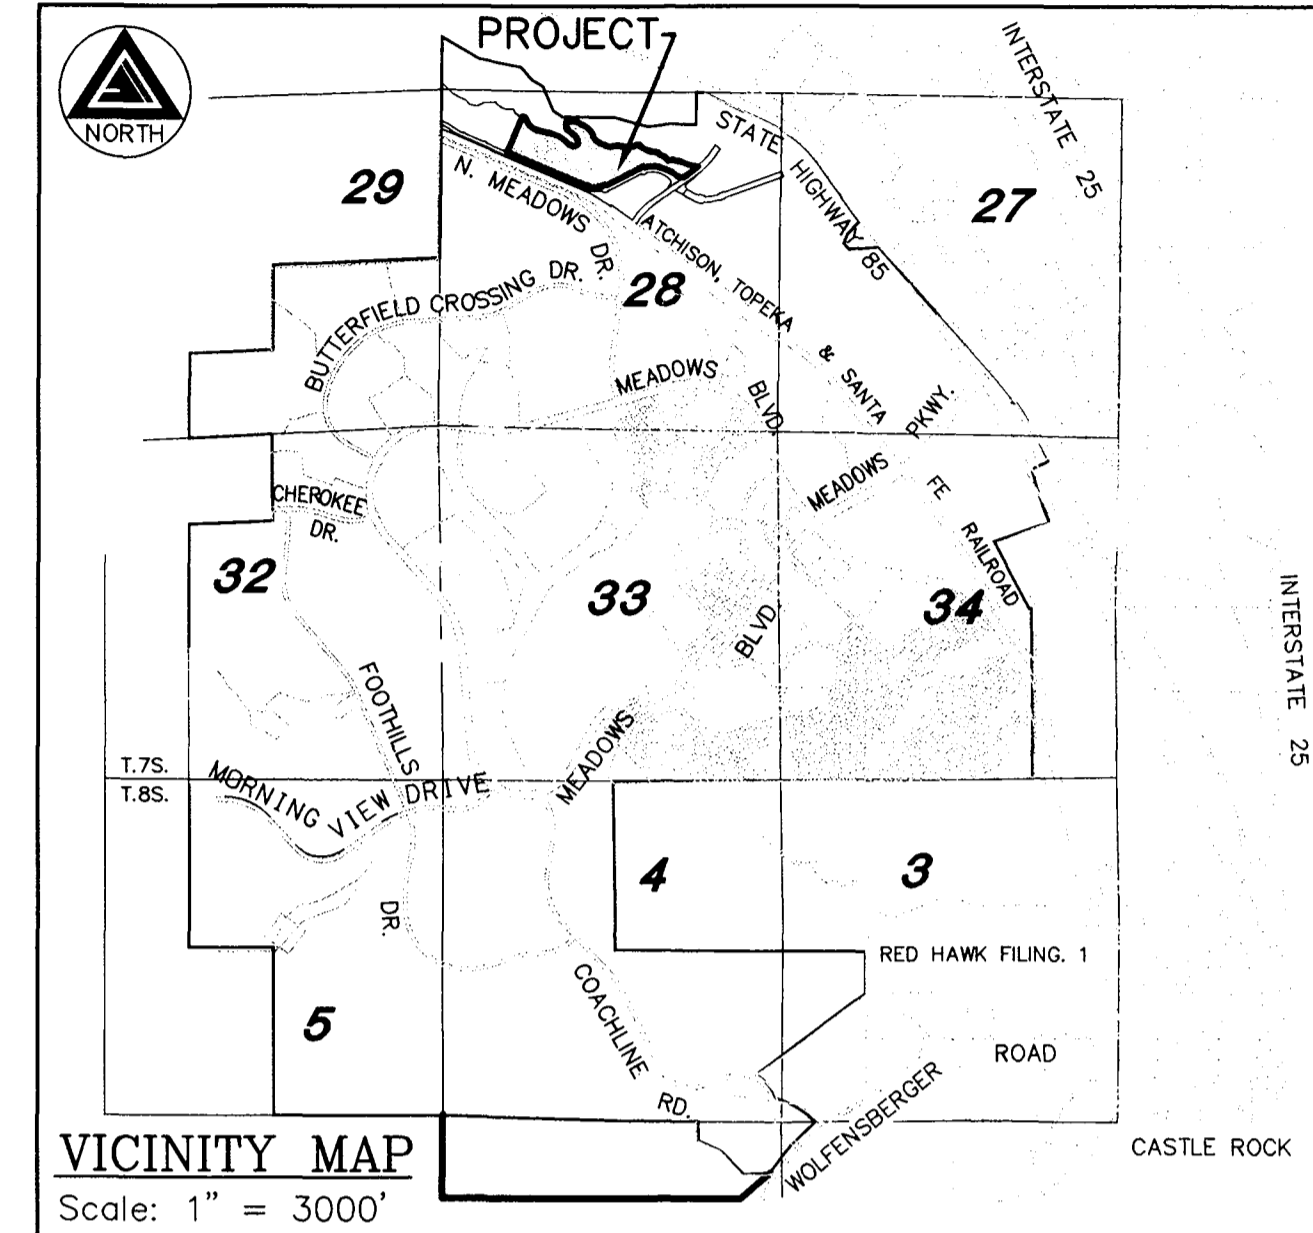 PROJECT
NORTH
INTERSTATE 25
STATE HIGHWAY 85
29
27
N. MEADOWS DR.
ATCHISON, TOPEKA & SANTA FE RAILROAD
28
BUTTERFIELD CROSSING DR.
MEADOWS BLVD.
MEADOWS PKWY.
CHEROKEE DR.
32
33
34
BLVD.
INTERSTATE 25
FOOTHILLS DR.
MEADOWS
T.7S.
T.8S.
MORNING VIEW DRIVE
4
3
RED HAWK FILING. 1
5
COACHLINE RD.
WOLFENSBERGER ROAD
CASTLE ROCK
VICINITY MAP
Scale: 1" = 3000'